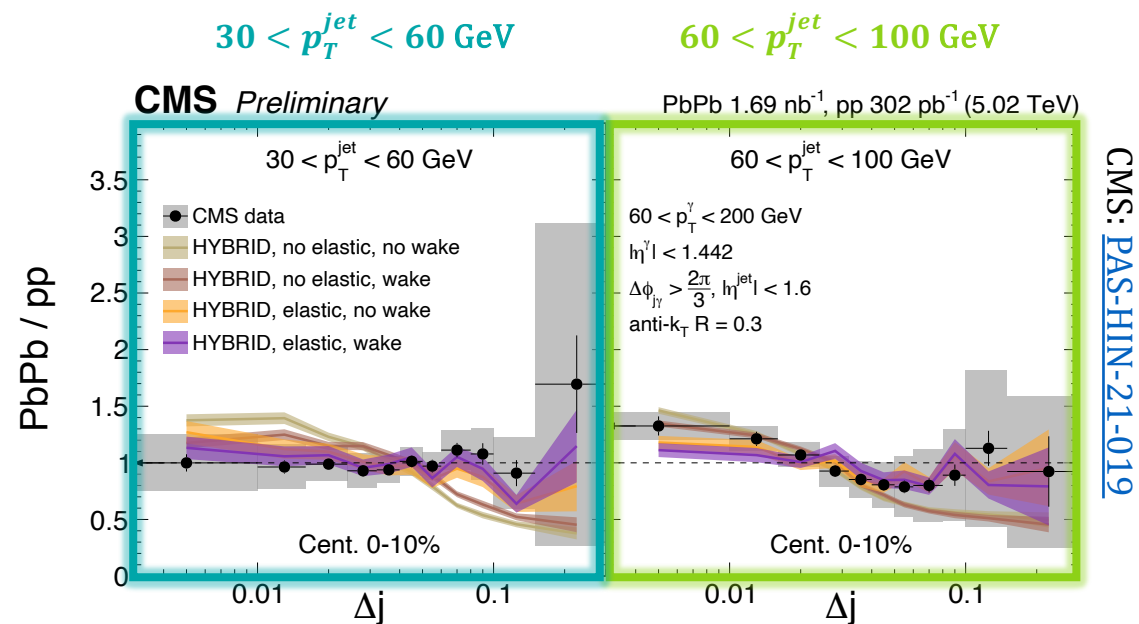 30 < p_T^jet < 60 GeV
60 < p_T^jet < 100 GeV
CMS Preliminary
PbPb 1.69 nb⁻¹, pp 302 pb⁻¹ (5.02 TeV)
30 < p_T^jet < 60 GeV
CMS data
HYBRID, no elastic, no wake
HYBRID, no elastic, wake
HYBRID, elastic, no wake
HYBRID, elastic, wake
Cent. 0-10%
60 < p_T^jet < 100 GeV
60 < p_T^γ < 200 GeV
|η^γ| < 1.442
Δϕ_jγ > 2π/3, |η^jet| < 1.6
anti-k_T R = 0.3
Cent. 0-10%
PbPb / pp
3.5
3
2.5
2
1.5
1
0.5
0
0.01
0.1
0.01
0.1
Δj
Δj
CMS: PAS-HIN-21-019